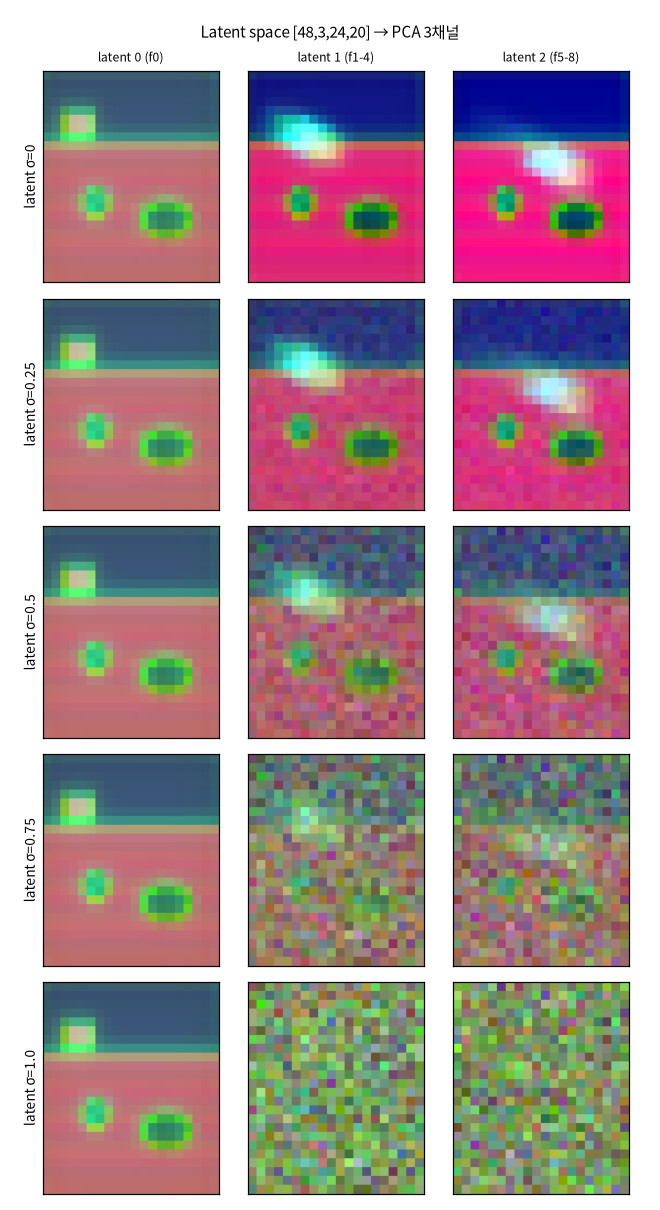 Latent space [48,3,24,20] → PCA 3채널
latent 0 (f0)
latent 1 (f1-4)
latent 2 (f5-8)
latent σ=0
latent σ=0.25
latent σ=0.5
latent σ=0.75
latent σ=1.0